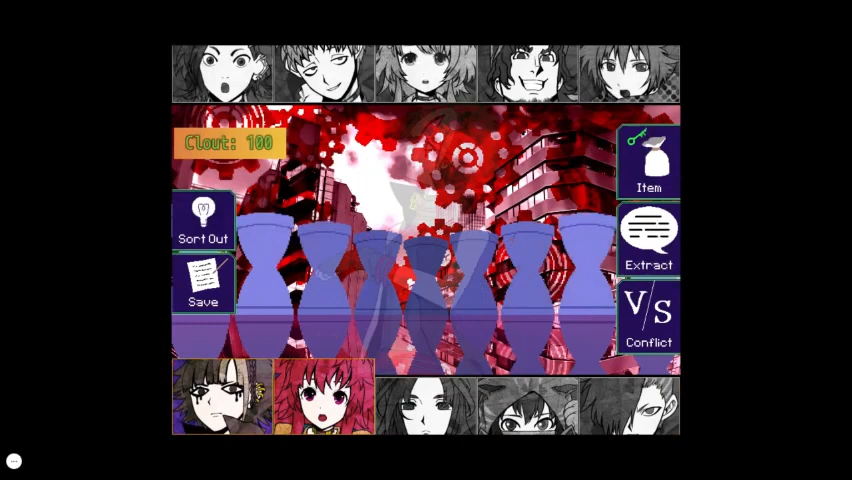 Clout: 100
Item
Sort Out
Extract
Save
V/S
Conflict